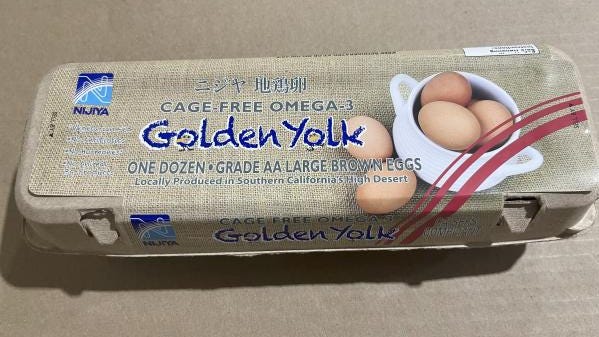 ニジヤ 地鶏卵
CAGE-FREE OMEGA-3
Golden Yolk
ONE DOZEN • GRADE AA LARGE BROWN EGGS
Locally Produced in Southern California's High Desert
NIJIYA
NIJIYA
CAGE FREE OMEGA-3
Golden Yolk